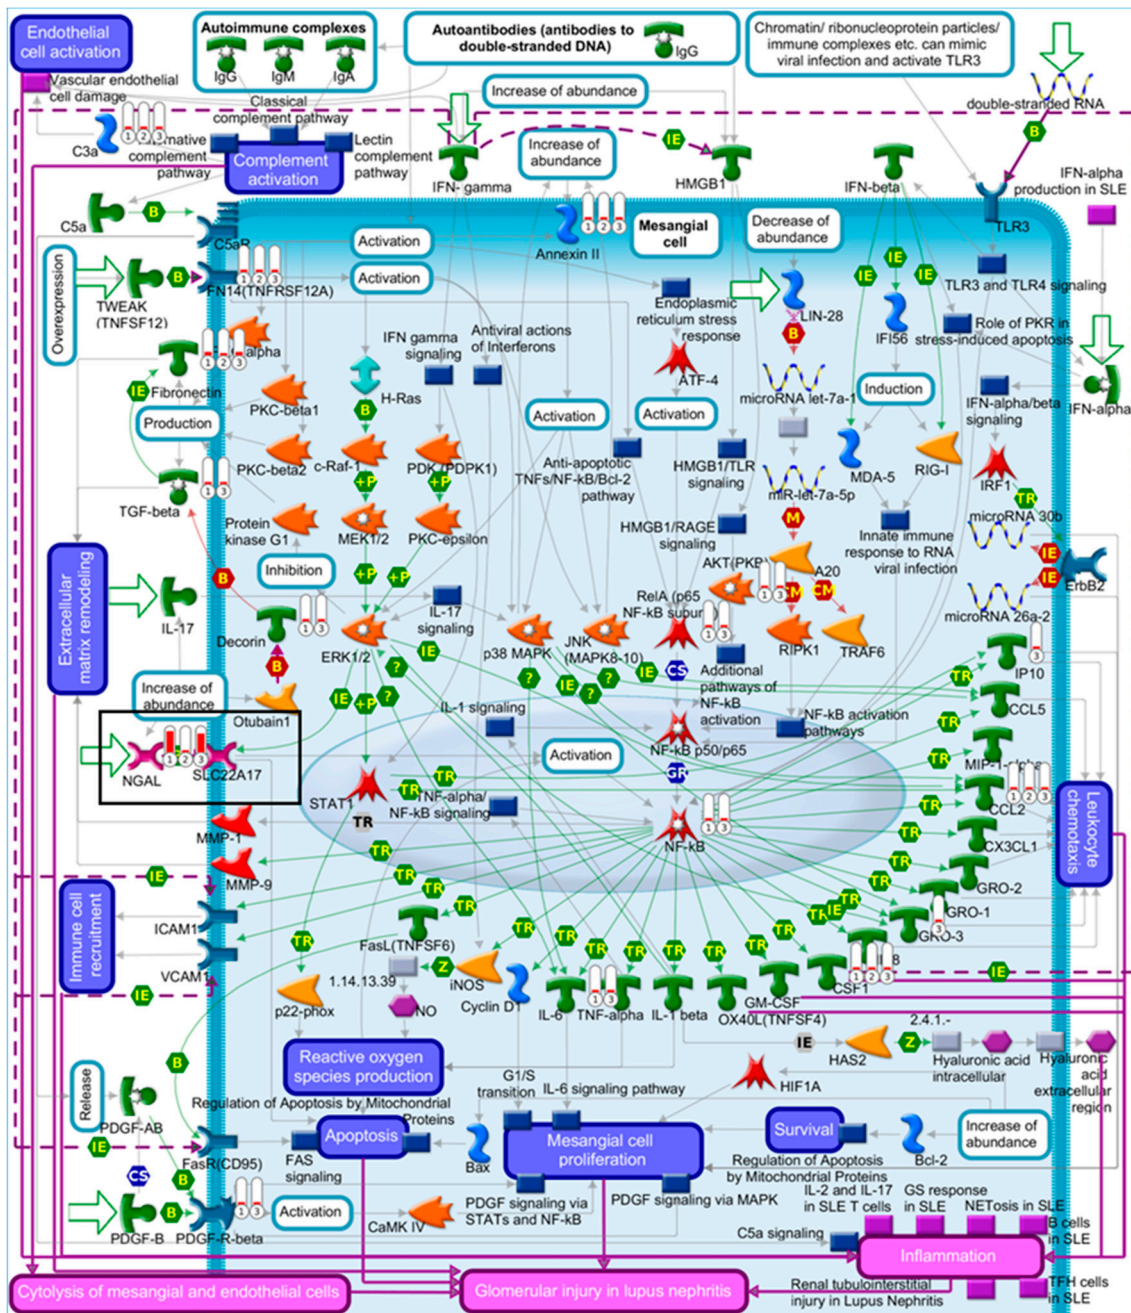 Endothelial
cell activation
Autoimmune complexes
IgG
IgM
IgA
Autoantibodies (antibodies to
double-stranded DNA)
IgG
Chromatin/ ribonucleoprotein particles/
immune complexes etc. can mimic
viral infection and activate TLR3
Vascular endothelial
cell damage
Classical
complement pathway
Increase of abundance
double-stranded RNA
C3a
complement pathway
Lectin
complement
pathway
Complement
activation
IFN- gamma
Increase of
abundance
HMGB1
IFN-beta
IFN-alpha
production in SLE
C5a
C5aR
Activation
Annexin II
Mesangial
cell
Decrease of
abundance
TLR3
Overexpression
TWEAK
(TNFSF12)
FN14(TNFRSF12A)
Activation
Endoplasmic
reticulum stress
response
LIN-28
IFI56
TLR3 and TLR4 signaling
Role of PKR in
stress-induced apoptosis
alpha
IFN gamma
signaling
Antiviral actions
of Interferons
ATF-4
Fibronectin
PKC-beta1
H-Ras
microRNA let-7a-1
Induction
IFN-alpha/beta
signaling
IFN-alpha
Production
Activation
Activation
PKC-beta2
c-Raf-1
PDK (PDPK1)
Anti-apoptotic
TNFs/NF-kB/Bcl-2
pathway
HMGB1/TLR
signaling
miR-let-7a-5p
MDA-5
RIG-I
IRF1
TGF-beta
Protein
kinase G1
MEK1/2
PKC-epsilon
HMGB1/RAGE
signaling
Innate immune
response to RNA
viral infection
microRNA 30b
ErbB2
Inhibition
AKT(PKB)
A20
microRNA 26a-2
Extracellular
matrix remodeling
IL-17
Decorin
ERK1/2
IL-17
signaling
p38 MAPK
JNK
(MAPK8-10)
RelA (p65
NF-kB subunit)
RIPK1
TRAF6
IP10
Additional
pathways of
NF-kB
activation
CCL5
Increase of
abundance
Otubain1
IL-1 signaling
NF-kB activation
pathways
NF-kB p50/p65
MIP-1-alpha
NGAL
SLC22A17
Activation
STAT1
TNF-alpha/
NF-kB signaling
NF-kB
CCL2
Leukocyte
chemotaxis
MMP-1
CX3CL1
MMP-9
GRO-2
Immune cell
recruitment
ICAM1
VCAM1
FasL(TNFSF6)
GRO-1
GRO-3
1.14.13.39
NO
iNOS
p22-phox
Cyclin D1
IL-6
TNF-alpha
IL-1 beta
OX40L(TNFSF4)
GM-CSF
CSF1
Reactive oxygen
species production
HAS2
2.4.1.-
Hyaluronic acid
intracellular
Hyaluronic
acid
extracellular
region
Release
PDGF-AB
Regulation of Apoptosis by Mitochondrial
Proteins
G1/S
transition
IL-6 signaling pathway
HIF1A
FasR(CD95)
FAS
signaling
Apoptosis
Bax
Mesangial cell
proliferation
Survival
Regulation of Apoptosis
by Mitochondrial Proteins
Bcl-2
Increase of
abundance
PDGF-B
PDGF-R-beta
Activation
CaMK IV
PDGF signaling via
STATs and NF-kB
PDGF signaling via MAPK
IL-2 and IL-17
in SLE T cells
GS response
in SLE
NETosis in SLE
B cells
in SLE
C5a signaling
Inflammation
Cytolysis of mesangial and endothelial cells
Glomerular injury in lupus nephritis
Renal tubulointerstitial
injury in Lupus Nephritis
TFH cells
in SLE